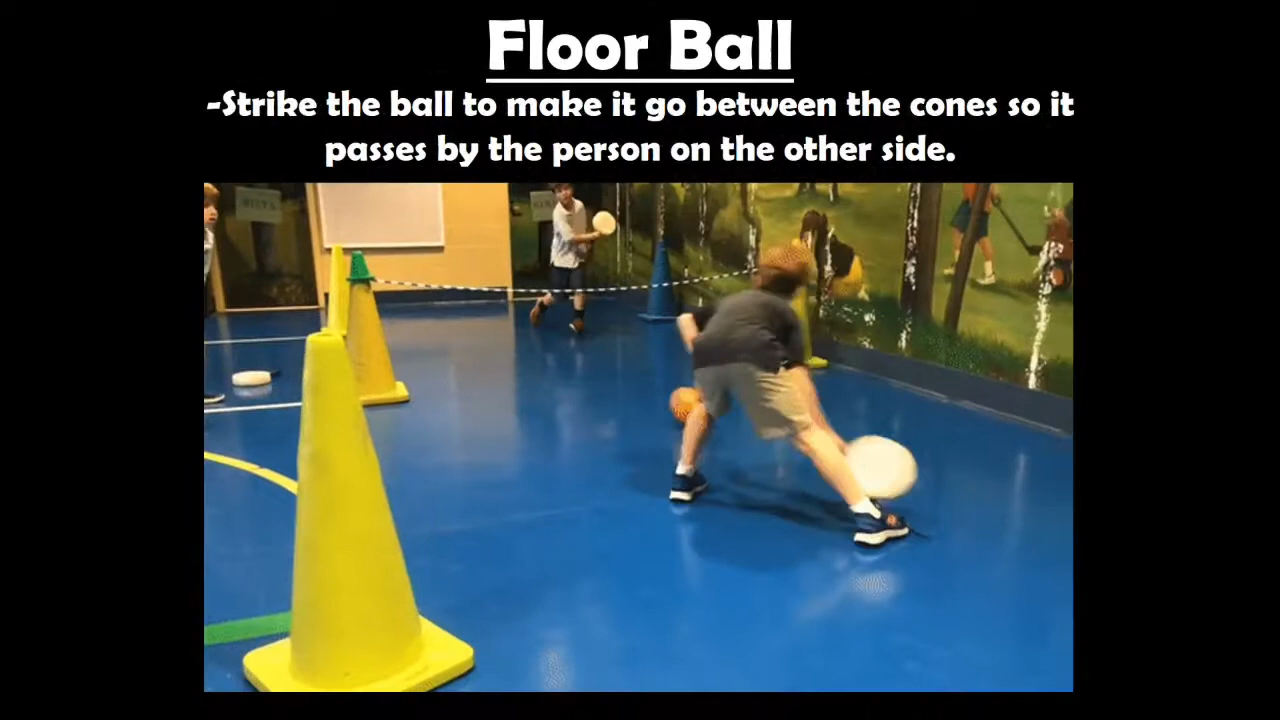 Floor Ball
-Strike the ball to make it go between the cones so it
passes by the person on the other side.